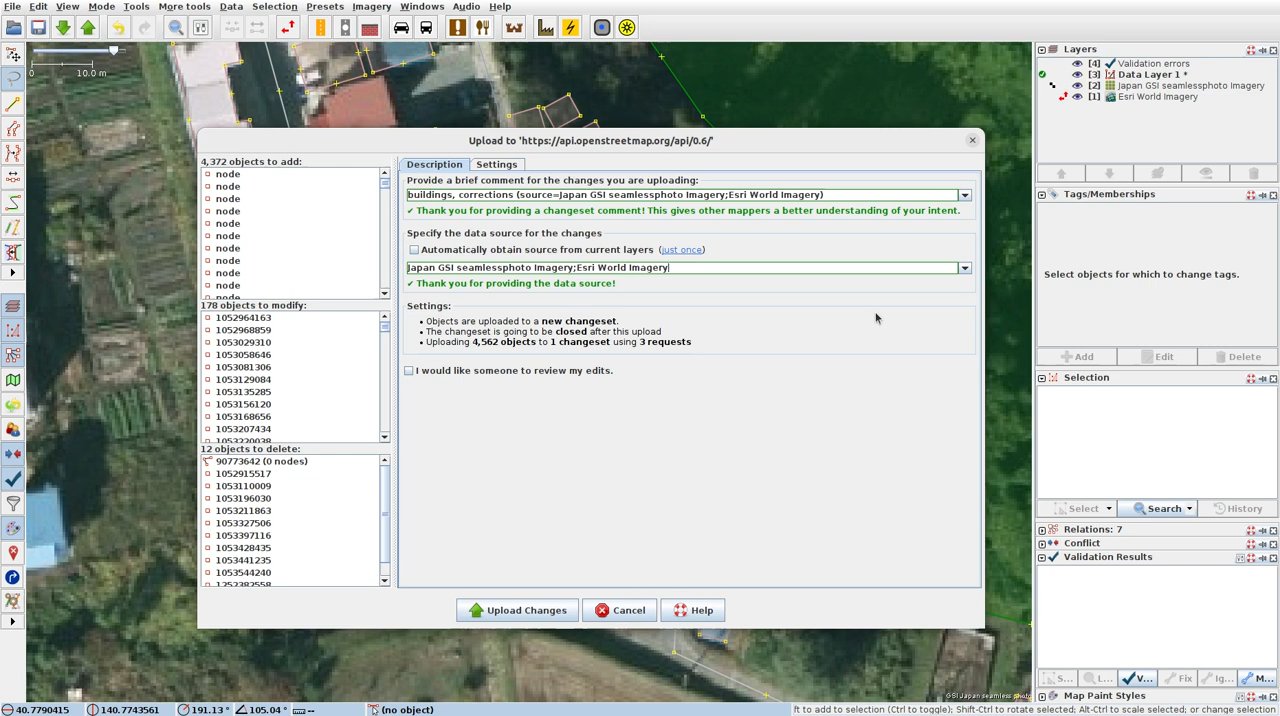 File Edit View Mode Tools More tools Data Selection Presets Imagery Windows Audio Help
0 10.0 m
Layers
[4] Validation errors
[3] Data Layer 1 *
[2] Japan GSI seamlessphoto Imagery
[1] Esri World Imagery
Upload to 'https://api.openstreetmap.org/api/0.6/'
4,372 objects to add:
node
node
node
node
node
node
node
node
node
node
node
178 objects to modify:
1052964163
1052968859
1053029310
1053058646
1053081306
1053129084
1053135285
1053156120
1053168656
1053207434
1053220038
12 objects to delete:
90773642 (0 nodes)
1052915517
1053110009
1053196030
1053211863
1053327506
1053397116
1053428435
1053441235
1053544240
1252382558
Description Settings
Provide a brief comment for the changes you are uploading:
buildings, corrections (source=Japan GSI seamlessphoto Imagery;Esri World Imagery)
✔ Thank you for providing a changeset comment! This gives other mappers a better understanding of your intent.
Specify the data source for the changes
Automatically obtain source from current layers (just once)
Japan GSI seamlessphoto Imagery;Esri World Imagery
✔ Thank you for providing the data source!
Settings:
• Objects are uploaded to a new changeset.
• The changeset is going to be closed after this upload
• Uploading 4,562 objects to 1 changeset using 3 requests
I would like someone to review my edits.
Upload Changes Cancel Help
Tags/Memberships
Select objects for which to change tags.
Add Edit Delete
Selection
Select Search History
Relations: 7
Conflict
Validation Results
S... L... V... Fix Ig... M...
Map Paint Styles
GSI Japan seamless photo
40.7790415 140.7743561 191.13 ° 105.04 ° -- (no object)
ft to add to selection (Ctrl to toggle); Shift-Ctrl to rotate selected; Alt-Ctrl to scale selected; or change selection